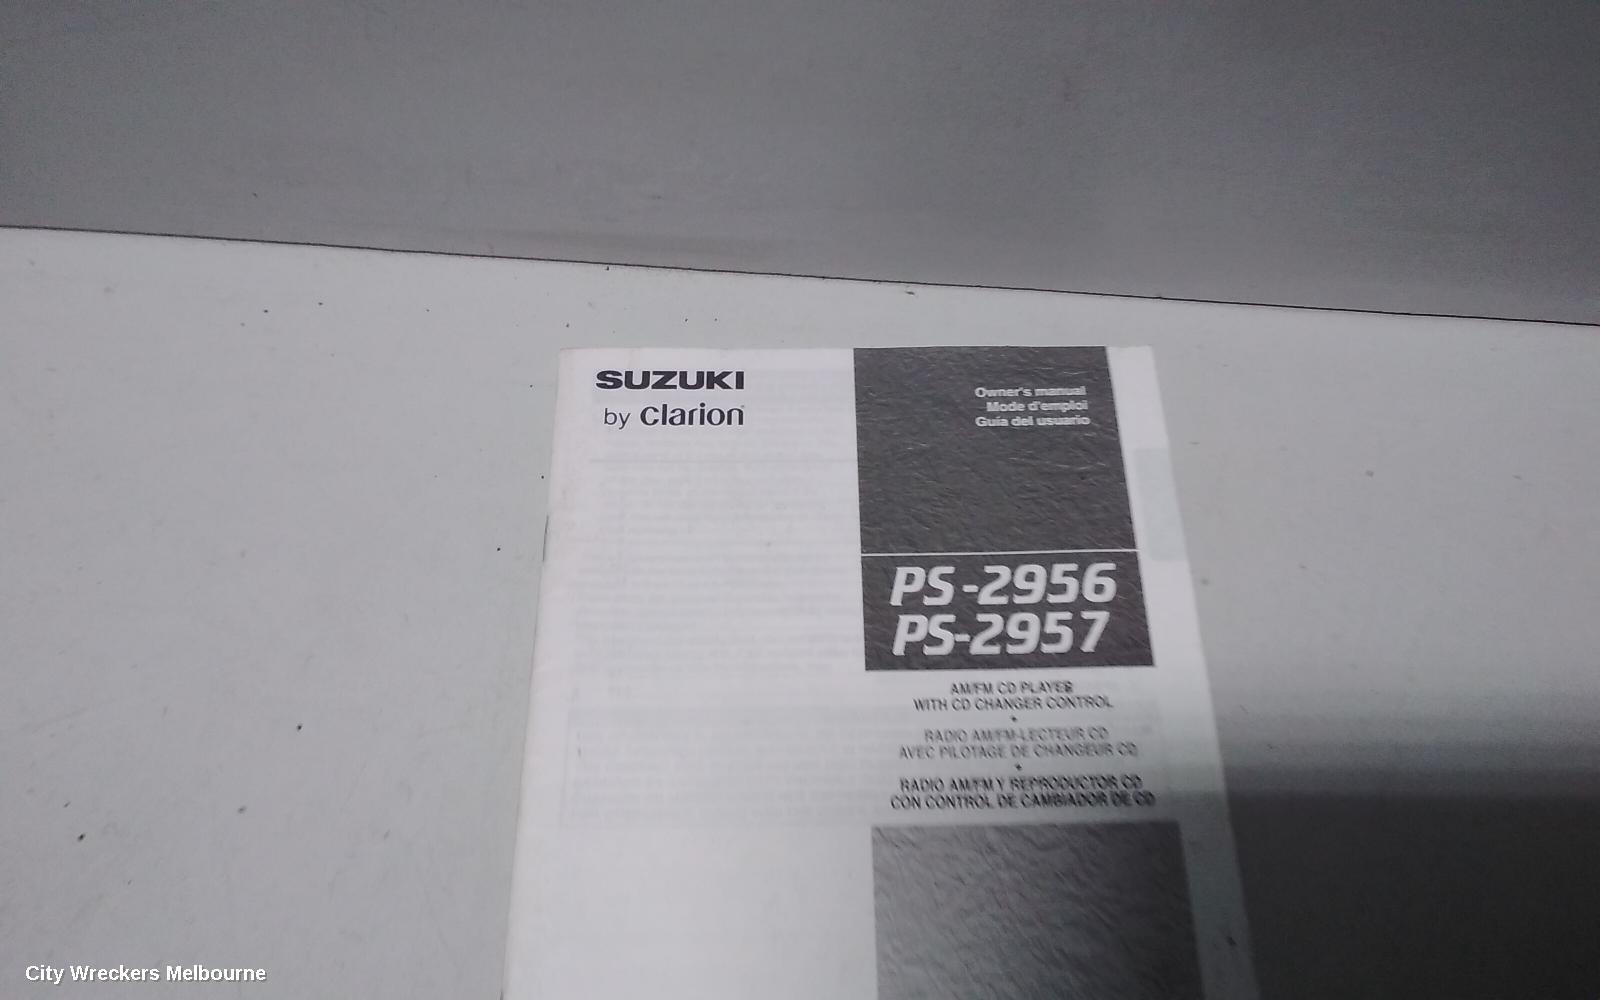 SUZUKI
by Clarion
Owner's manual
Mode d'emploi
Guía del usuario
PS-2956
PS-2957
AM/FM CD PLAYER
WITH CD CHANGER CONTROL
•
RADIO AM/FM-LECTEUR CD
AVEC PILOTAGE DE CHANGEUR CD
•
RADIO AM/FM Y REPRODUCTOR CD
CON CONTROL DE CAMBIADOR DE CD
City Wreckers Melbourne